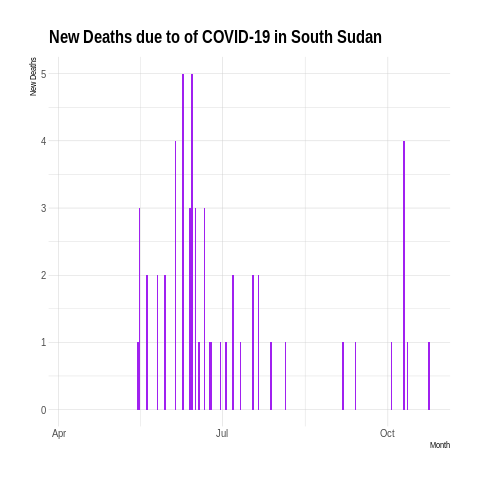 New Deaths due to of COVID-19 in South Sudan
New Deaths
5
4
3
2
1
0
Apr
Jul
Oct
Month